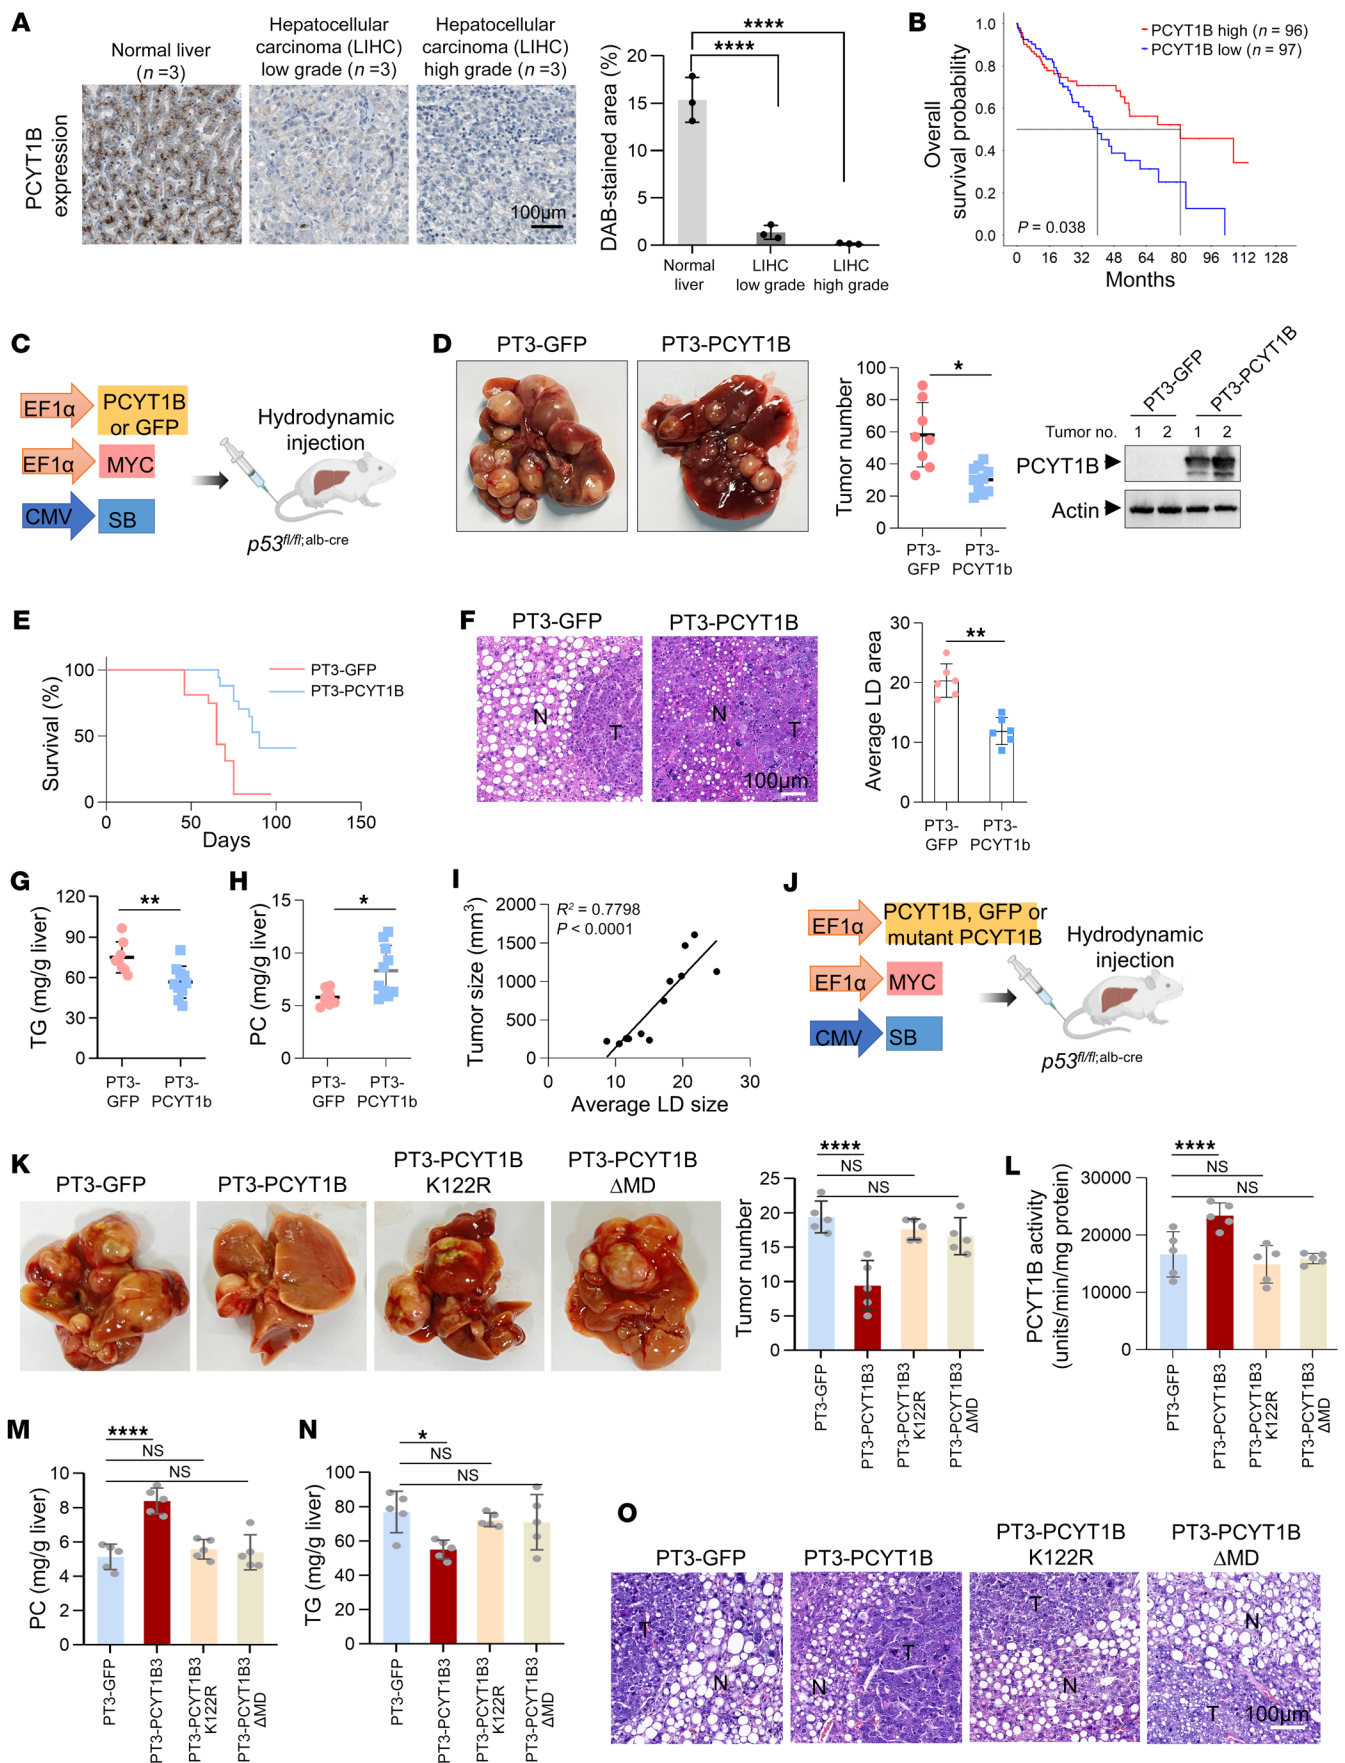 A
Normal liver
(n =3)
Hepatocellular
carcinoma (LIHC)
low grade (n =3)
Hepatocellular
carcinoma (LIHC)
high grade (n =3)
PCYT1B
expression
100µm
DAB-stained area (%)
20
15
10
5
0
****
****
Normal
liver
LIHC
low grade
LIHC
high grade
B
Overall
survival probability
1.0
0.8
0.6
0.4
0.2
0.0
PCYT1B high (n = 96)
PCYT1B low (n = 97)
P = 0.038
0 16 32 48 64 80 96 112 128
Months
C
EF1α
PCYT1B
or GFP
EF1α
MYC
CMV
SB
Hydrodynamic
injection
p53fl/fl;alb-cre
D
PT3-GFP
PT3-PCYT1B
Tumor number
100
80
60
40
20
0
*
PT3-
GFP
PT3-
PCYT1b
PT3-GFP
PT3-PCYT1B
Tumor no. 1 2 1 2
PCYT1B
Actin
E
Survival (%)
100
50
0
PT3-GFP
PT3-PCYT1B
0 50 100 150
Days
F
PT3-GFP
PT3-PCYT1B
N
T
N
T
100µm
Average LD area
30
20
10
0
**
PT3-
GFP
PT3-
PCYT1b
G
TG (mg/g liver)
120
90
60
30
0
**
PT3-
GFP
PT3-
PCYT1b
H
PC (mg/g liver)
15
10
5
0
*
PT3-
GFP
PT3-
PCYT1b
I
Tumor size (mm3)
2000
1500
1000
500
0
R2 = 0.7798
P < 0.0001
0 10 20 30
Average LD size
J
EF1α
PCYT1B, GFP or
mutant PCYT1B
EF1α
MYC
CMV
SB
Hydrodynamic
injection
p53fl/fl;alb-cre
K
PT3-GFP
PT3-PCYT1B
PT3-PCYT1B
K122R
PT3-PCYT1B
ΔMD
Tumor number
25
20
15
10
5
0
****
NS
NS
PT3-GFP
PT3-PCYT1B3
PT3-PCYT1B3
K122R
PT3-PCYT1B3
ΔMD
L
PCYT1B activity
(units/min/mg protein)
30000
20000
10000
0
****
NS
NS
PT3-GFP
PT3-PCYT1B3
PT3-PCYT1B3
K122R
PT3-PCYT1B3
ΔMD
M
PC (mg/g liver)
10
8
6
4
2
0
****
NS
NS
PT3-GFP
PT3-PCYT1B3
PT3-PCYT1B3
K122R
PT3-PCYT1B3
ΔMD
N
TG (mg/g liver)
100
80
60
40
20
0
*
NS
NS
PT3-GFP
PT3-PCYT1B3
PT3-PCYT1B3
K122R
PT3-PCYT1B3
ΔMD
O
PT3-GFP
PT3-PCYT1B
PT3-PCYT1B
K122R
PT3-PCYT1B
ΔMD
T
N
T
N
T
N
N
T
100µm